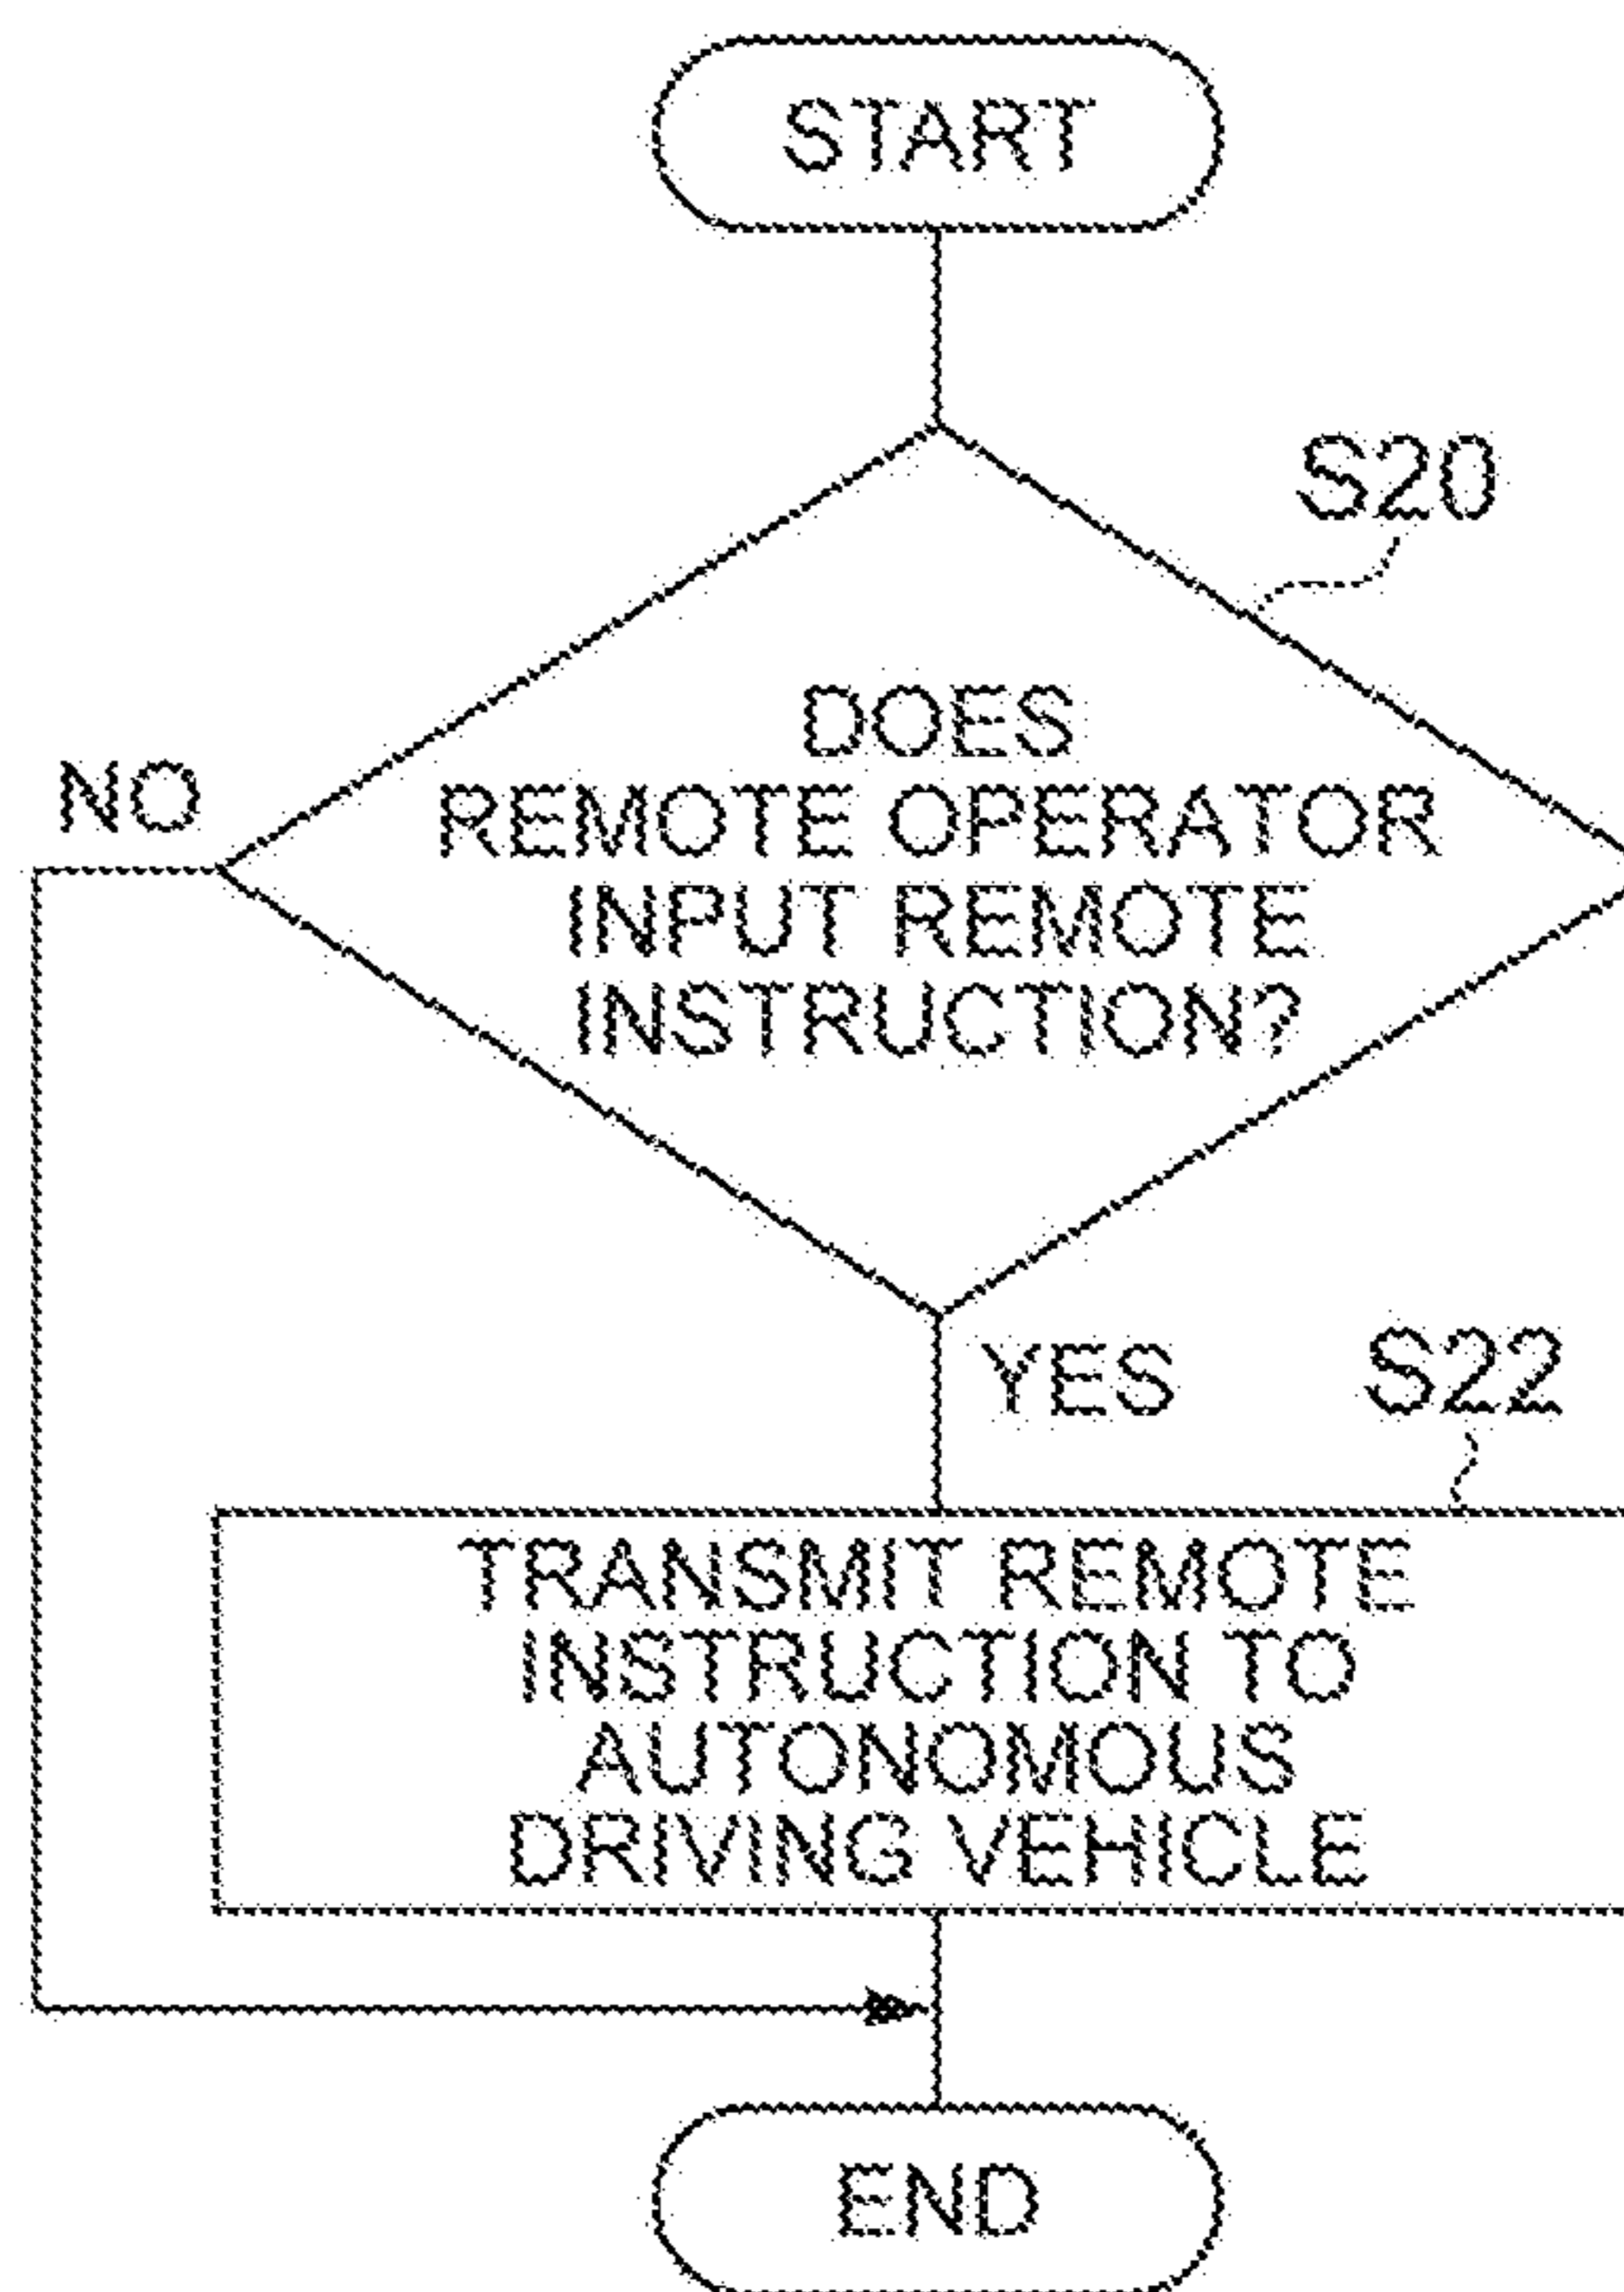 START
S20
DOES
REMOTE OPERATOR
INPUT REMOTE
INSTRUCTION?
NO
YES
S22
TRANSMIT REMOTE
INSTRUCTION TO
AUTONOMOUS
DRIVING VEHICLE
END